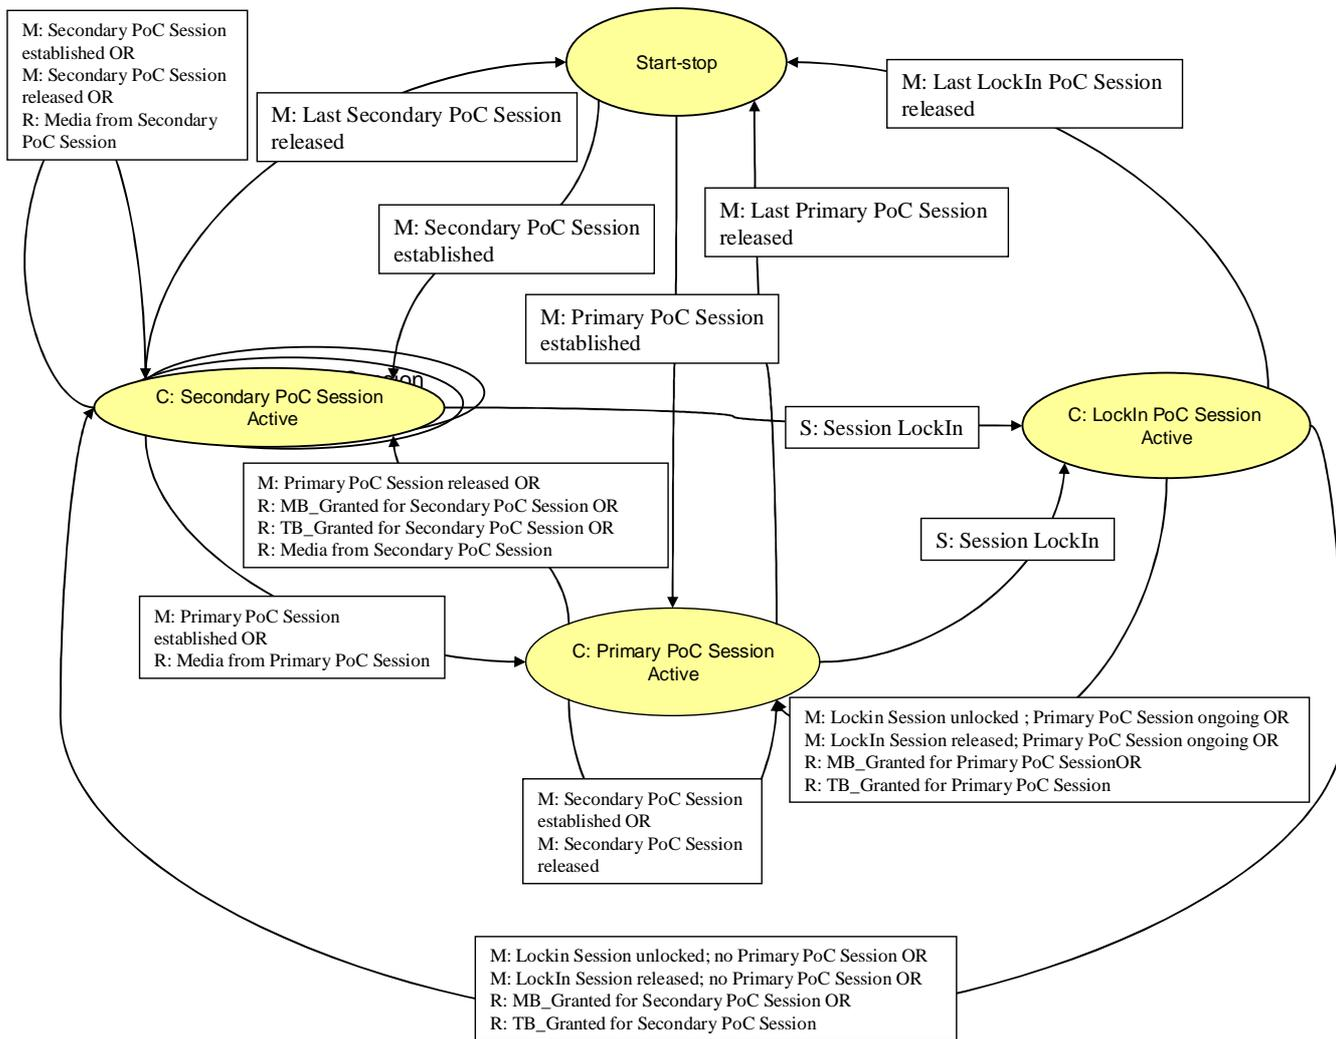 M: Secondary PoC Session
established OR
M: Secondary PoC Session
released OR
R: Media from Secondary
PoC Session
Start-stop
M: Last LockIn PoC Session
released
M: Last Secondary PoC Session
released
M: Last Primary PoC Session
released
M: Secondary PoC Session
established
M: Primary PoC Session
established
C: Secondary PoC Session
Active
S: Session LockIn
C: LockIn PoC Session
Active
M: Primary PoC Session released OR
R: MB_Granted for Secondary PoC Session OR
R: TB_Granted for Secondary PoC Session OR
R: Media from Secondary PoC Session
S: Session LockIn
M: Primary PoC Session
established OR
R: Media from Primary PoC Session
C: Primary PoC Session
Active
M: Lockin Session unlocked ; Primary PoC Session ongoing OR
M: LockIn Session released; Primary PoC Session ongoing OR
R: MB_Granted for Primary PoC SessionOR
R: TB_Granted for Primary PoC Session
M: Secondary PoC Session
established OR
M: Secondary PoC Session
released
M: Lockin Session unlocked; no Primary PoC Session OR
M: LockIn Session released; no Primary PoC Session OR
R: MB_Granted for Secondary PoC Session OR
R: TB_Granted for Secondary PoC Session